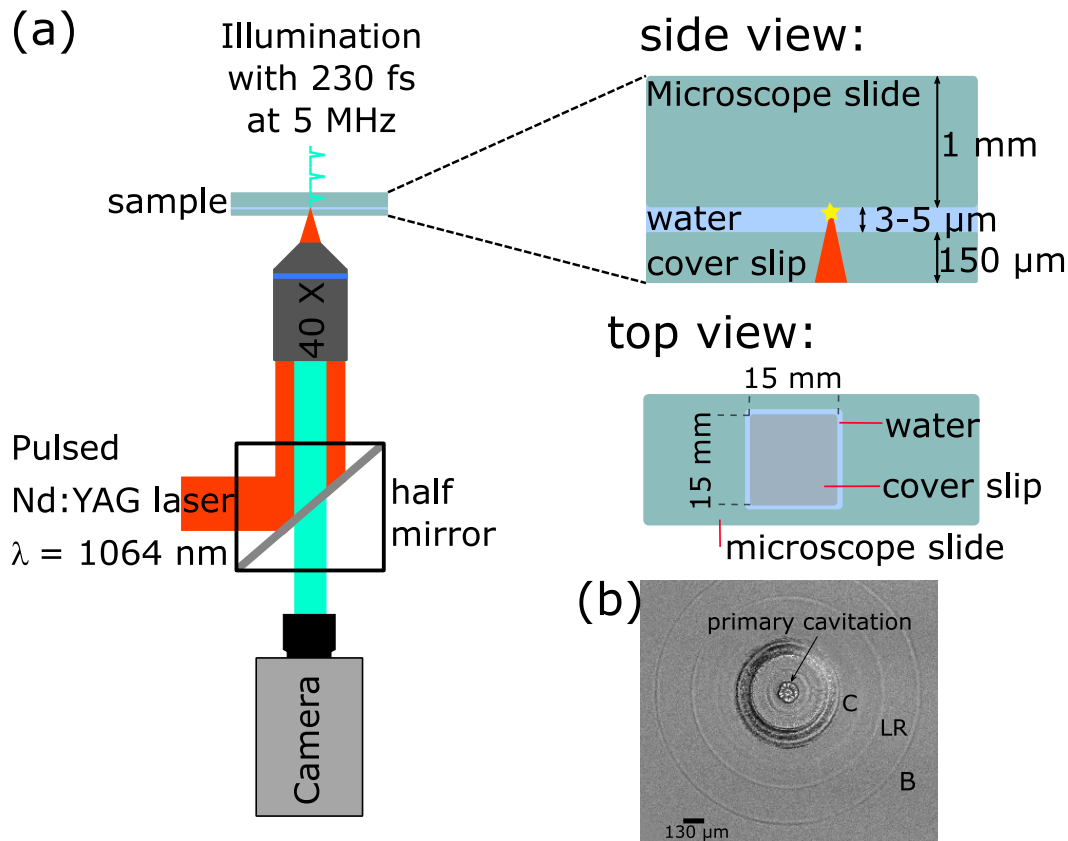 (a)
Illumination
with 230 fs
at 5 MHz
sample
40 X
Pulsed
Nd:YAG laser
λ = 1064 nm
half
mirror
Camera
side view:
Microscope slide
1 mm
water
3-5 μm
cover slip
150 μm
top view:
15 mm
15 mm
water
cover slip
microscope slide
(b)
primary cavitation
C
LR
B
130 μm